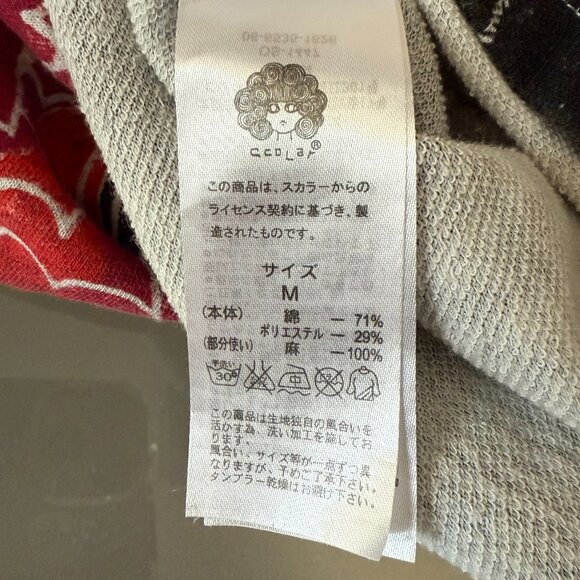 ScoLar®
この商品は、スカラーからの
ライセンス契約に基づき、製
造されたものです。
サイズ
M
(本体) 綿 — 71%
ポリエステル — 29%
(部分使い) 麻 —100%
手洗イ
30
この商品は生地独自の風合いを
活かす為、洗い加工を施してお
ります。
風合い、サイズ等が一点ずつ異
なりますが、予めご了承下さい。
タンブラー乾燥はお避け下さい。